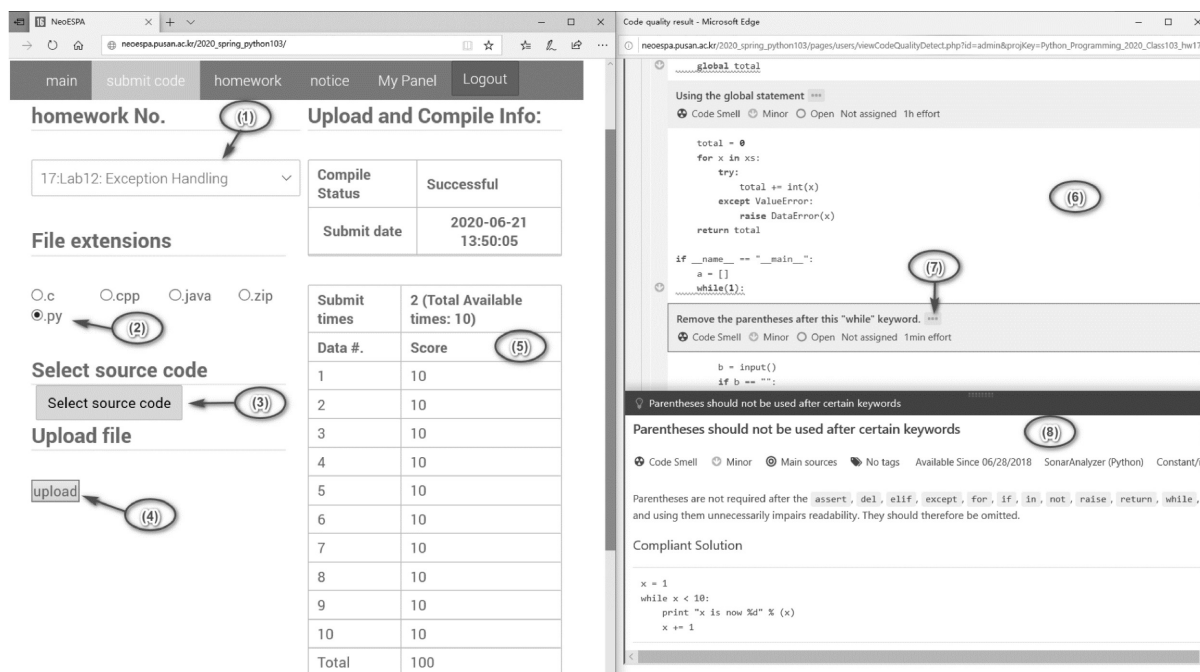 NeoESPA
neoespa.pusan.ac.kr/2020_spring_python103/
main submit code homework notice My Panel Logout
homework No.
(1)
17:Lab12: Exception Handling
File extensions
.c .cpp .java .zip
.py
(2)
Select source code
Select source code
(3)
Upload file
upload
(4)
Upload and Compile Info:
Compile Status Successful
Submit date 2020-06-21 13:50:05
Submit times 2 (Total Available times: 10)
Data #. Score
(5)
1 10
2 10
3 10
4 10
5 10
6 10
7 10
8 10
9 10
10 10
Total 100
Code quality result - Microsoft Edge
neoespa.pusan.ac.kr/2020_spring_python103/pages/users/viewCodeQualityDetect.php?id=admin&projKey=Python_Programming_2020_Class103_hw17
global total
Using the global statement
Code Smell Minor Open Not assigned 1h effort
total = 0
for x in xs:
try:
total += int(x)
except ValueError:
raise DataError(x)
return total
(6)
if __name__ == "__main__":
a = []
while(1):
(7)
Remove the parentheses after this "while" keyword.
Code Smell Minor Open Not assigned 1min effort
b = input()
if b == "":
Parentheses should not be used after certain keywords
Parentheses should not be used after certain keywords
(8)
Code Smell Minor Main sources No tags Available Since 06/28/2018 SonarAnalyzer (Python) Constant/i
Parentheses are not required after the assert, del, elif, except, for, if, in, not, raise, return, while,
and using them unnecessarily impairs readability. They should therefore be omitted.
Compliant Solution
x = 1
while x < 10:
print "x is now %d" % (x)
x += 1